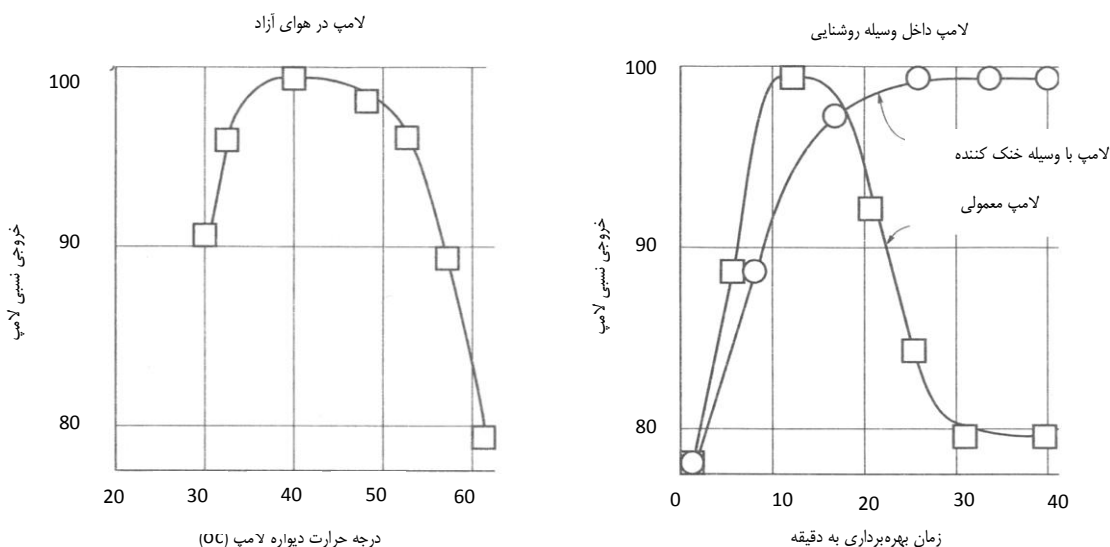 لامپ در هوای آزاد
100
90
80
20 30 40 50 60
خروجی نسبی لامپ
درجه حرارت دیواره لامپ (OC)
لامپ داخل وسیله روشنایی
100
90
80
0 10 20 30 40
خروجی نسبی لامپ
لامپ با وسیله خنک کننده
لامپ معمولی
زمان بهره‌برداری به دقیقه